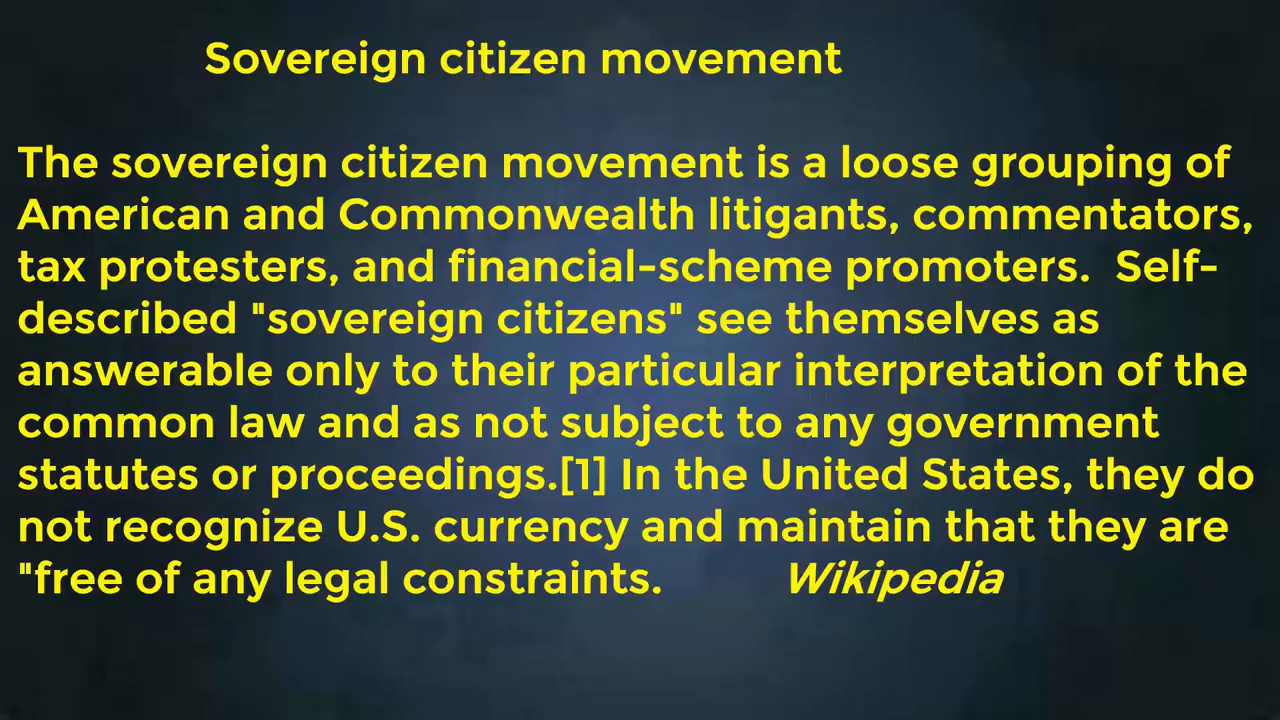 Sovereign citizen movement
The sovereign citizen movement is a loose grouping of
American and Commonwealth litigants, commentators,
tax protesters, and financial-scheme promoters.  Self-
described "sovereign citizens" see themselves as
answerable only to their particular interpretation of the
common law and as not subject to any government
statutes or proceedings.[1] In the United States, they do
not recognize U.S. currency and maintain that they are
"free of any legal constraints. Wikipedia